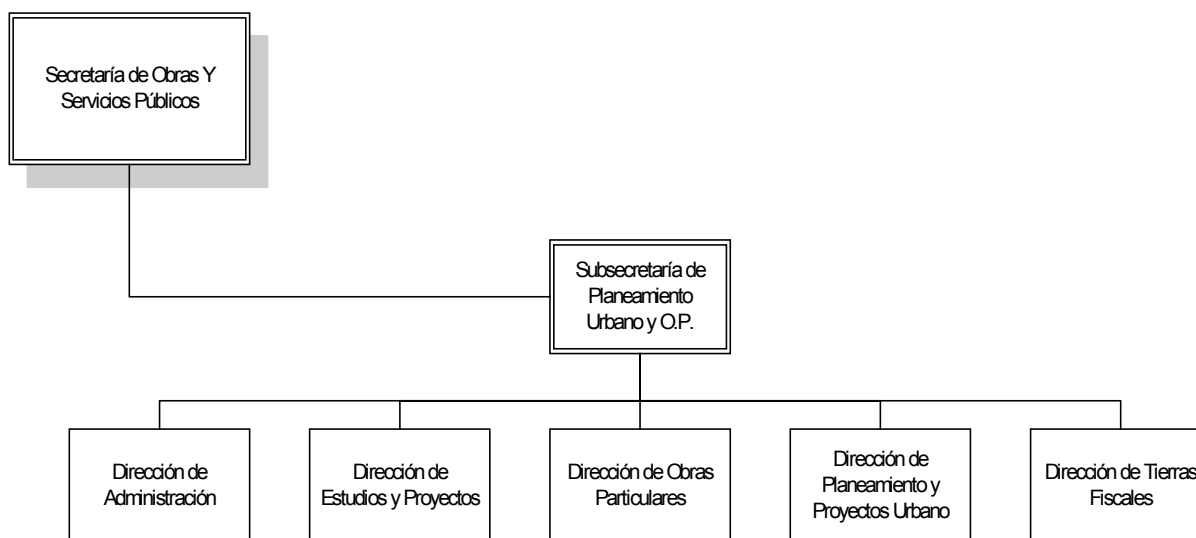 Secretaría de Obras Y
Servicios Públicos
Subsecretaría de
Planeamiento
Urbano y O.P.
Dirección de
Administración
Dirección de
Estudios y Proyectos
Dirección de Obras
Particulares
Dirección de
Planeamiento y
Proyectos Urbano
Dirección de Tierras
Fiscales